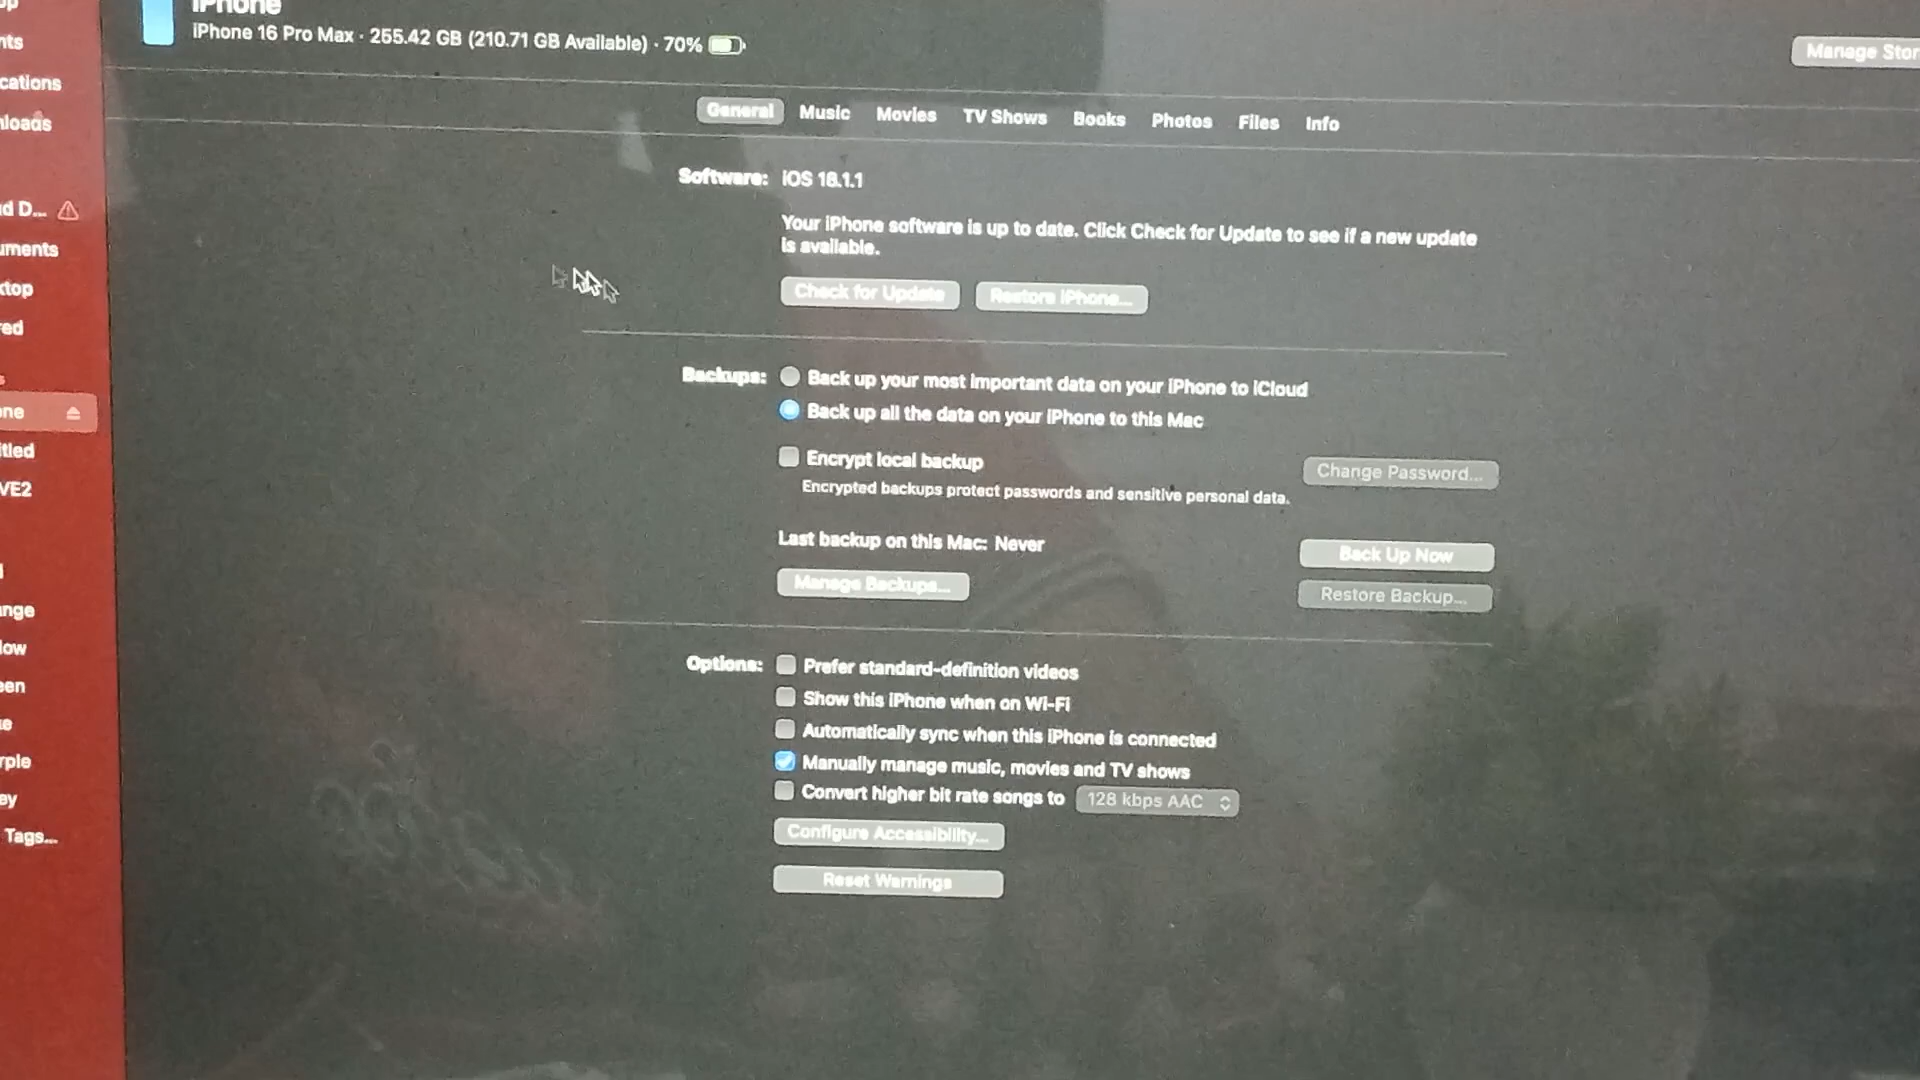 iPhone
iPhone 16 Pro Max · 255.42 GB (210.71 GB Available) · 70%
Manage Stor
General Music Movies TV Shows Books Photos Files Info
Software: iOS 18.1.1
Your iPhone software is up to date. Click Check for Update to see if a new update
is available.
Check for Update Restore iPhone...
Backups: Back up your most important data on your iPhone to iCloud
Back up all the data on your iPhone to this Mac
Encrypt local backup
Change Password...
Encrypted backups protect passwords and sensitive personal data.
Last backup on this Mac: Never
Back Up Now
Manage Backups...
Restore Backup...
Options: Prefer standard-definition videos
Show this iPhone when on Wi-Fi
Automatically sync when this iPhone is connected
Manually manage music, movies and TV shows
Convert higher bit rate songs to 128 kbps AAC
Configure Accessibility...
Reset Warnings
nts
cations
nloads
d D...
uments
ktop
red
one
itled
VE2
ange
low
een
rple
ey
Tags...